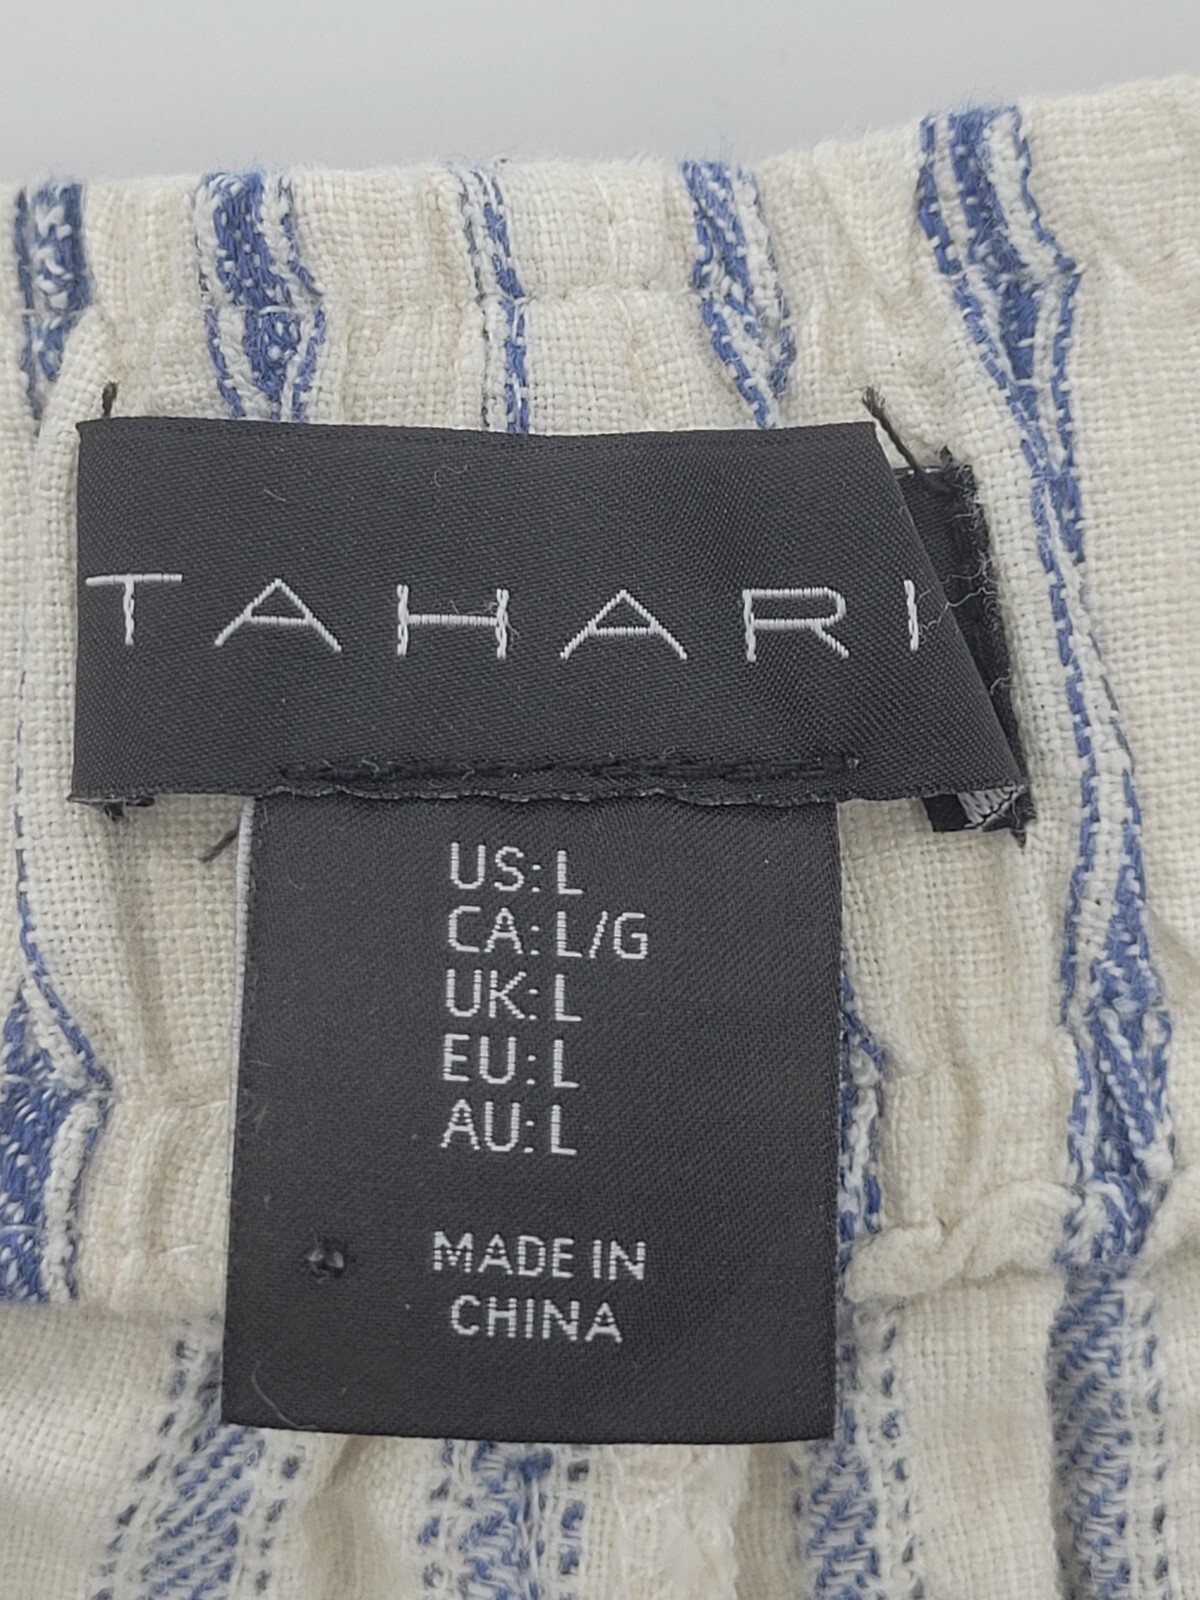 TAHARI
US: L
CA: L/G
UK: L
EU: L
AU: L
MADE IN
CHINA